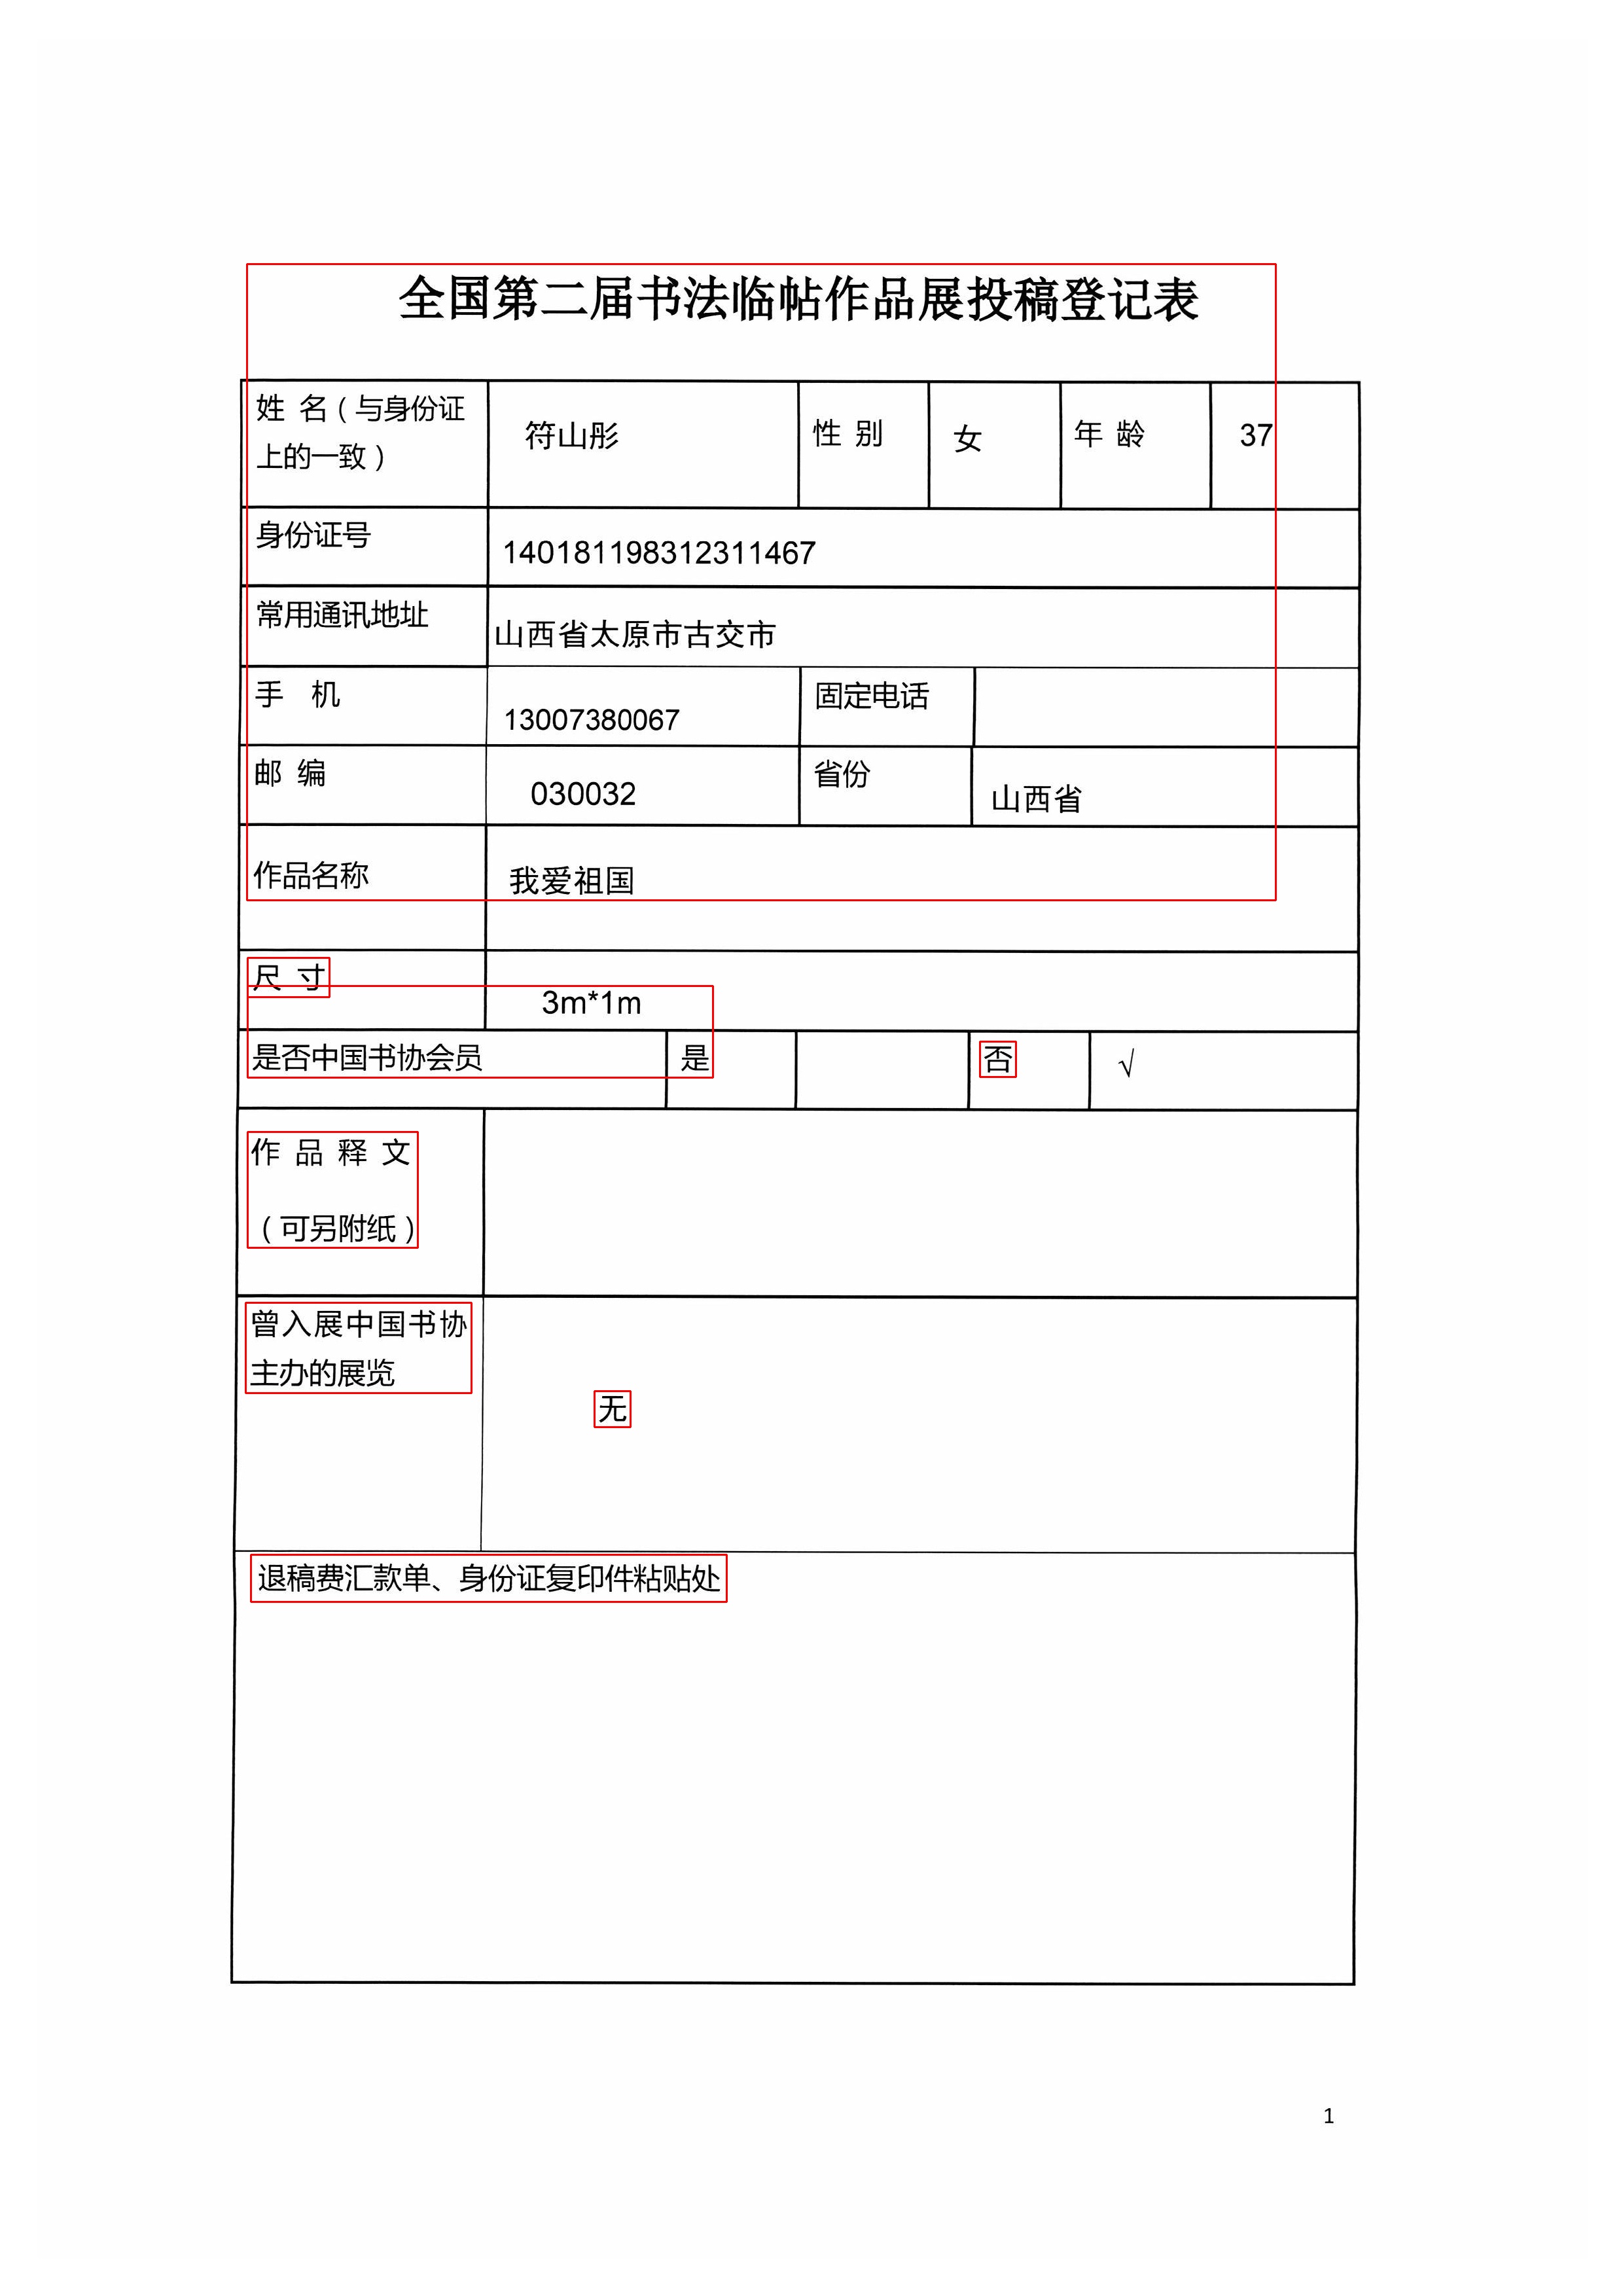 全国第二届书法临帖作品展投稿登记表
姓 名（与身份证
上的一致）
符山彤
性 别
女
年 龄
37
身份证号
140181198312311467
常用通讯地址
山西省太原市古交市
手 机
13007380067
固定电话
邮 编
030032
省份
山西省
作品名称
我爱祖国
尺 寸
3m*1m
是否中国书协会员
是
否
√
作 品 释 文
（可另附纸）
曾入展中国书协
主办的展览
无
退稿费汇款单、身份证复印件粘贴处
1